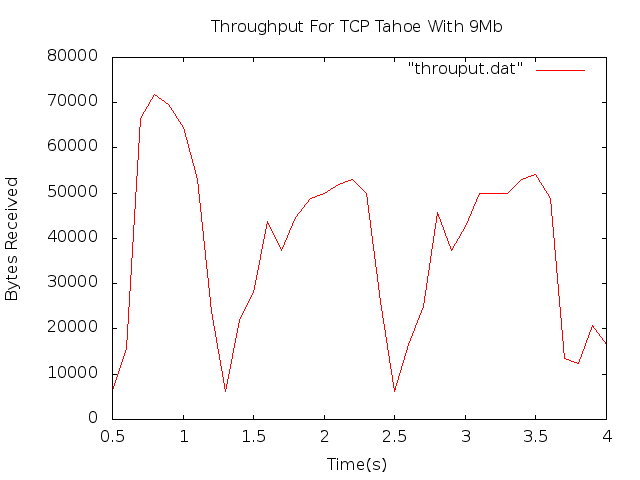 Throughput For TCP Tahoe With 9Mb
"throuput.dat"
80000
70000
60000
50000
40000
30000
20000
10000
0
Bytes Received
0.5 1 1.5 2 2.5 3 3.5 4
Time(s)